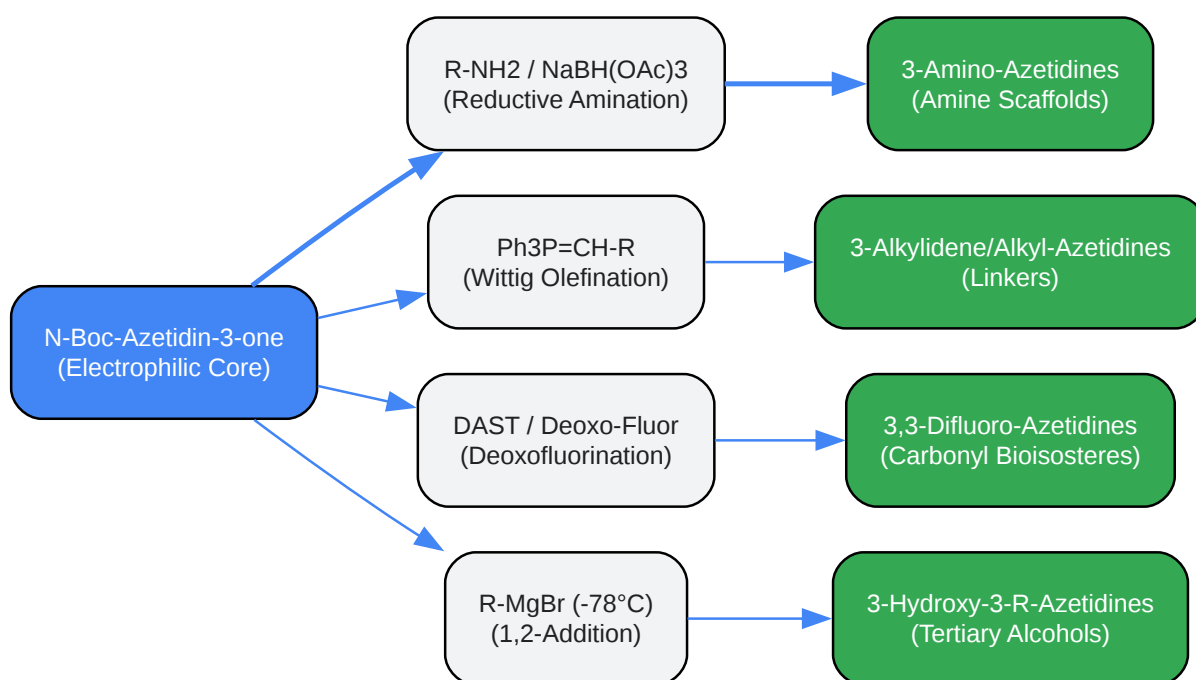 R-NH2 / NaBH(OAc)3
(Reductive Amination)
3-Amino-Azetidines
(Amine Scaffolds)
Ph3P=CH-R
(Wittig Olefination)
3-Alkylidene/Alkyl-Azetidines
(Linkers)
N-Boc-Azetidin-3-one
(Electrophilic Core)
DAST / Deoxo-Fluor
(Deoxofluorination)
3,3-Difluoro-Azetidines
(Carbonyl Bioisosteres)
R-MgBr (-78°C)
(1,2-Addition)
3-Hydroxy-3-R-Azetidines
(Tertiary Alcohols)